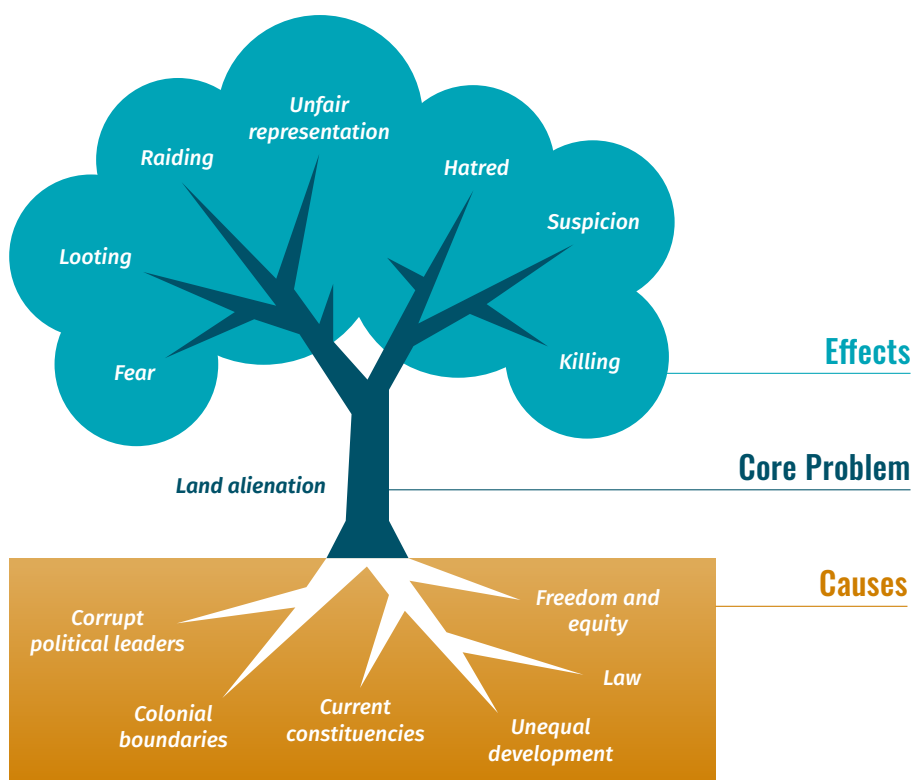 Unfair
representation
Raiding
Hatred
Suspicion
Looting
Fear
Killing
Effects
Core Problem
Land alienation
Causes
Freedom and
equity
Corrupt
political leaders
Law
Colonial
boundaries
Current
constituencies
Unequal
development